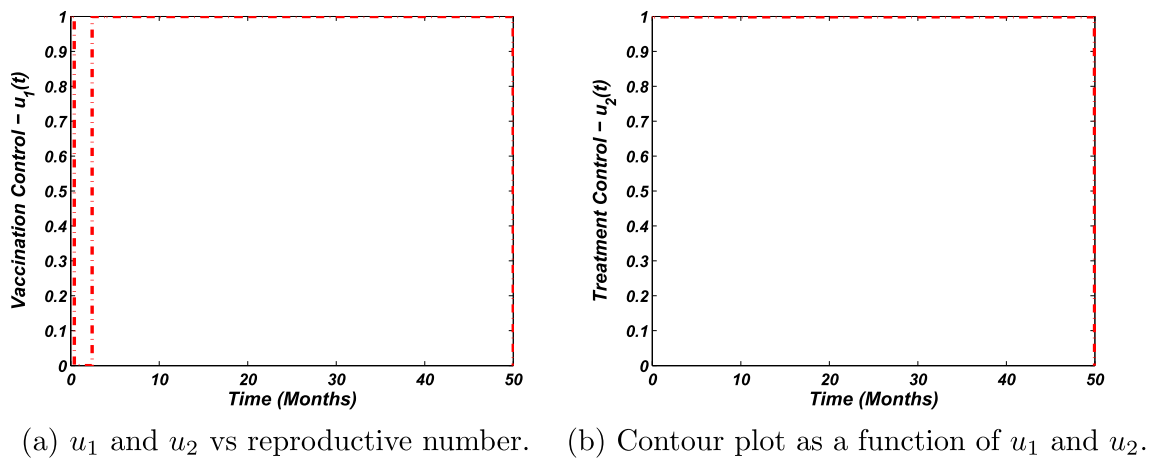 1
0.9
0.8
0.7
0.6
0.5
0.4
0.3
0.2
0.1
0
Vaccination Control − u1(t)
0 10 20 30 40 50
Time (Months)
(a) u1 and u2 vs reproductive number.
1
0.9
0.8
0.7
0.6
0.5
0.4
0.3
0.2
0.1
0
Treatment Control − u2(t)
0 10 20 30 40 50
Time (Months)
(b) Contour plot as a function of u1 and u2.